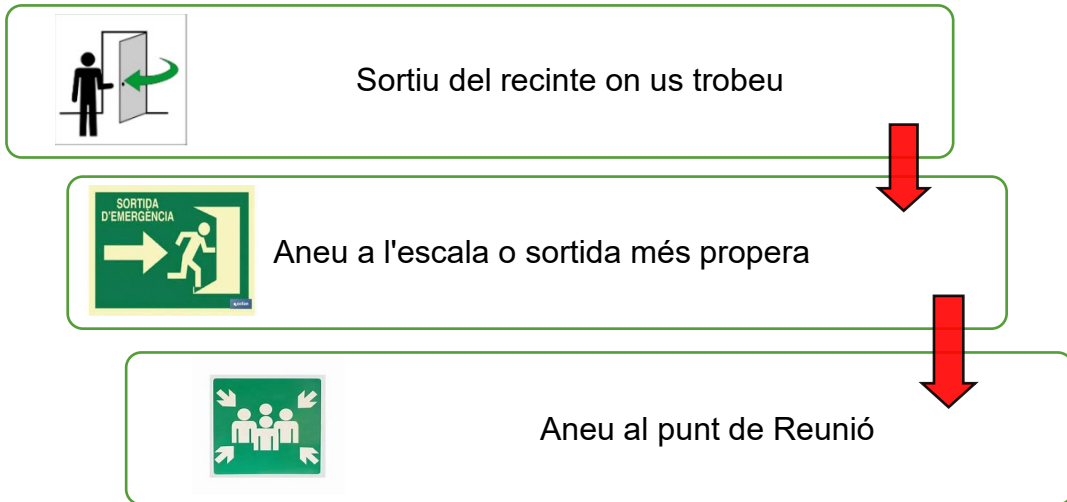 Sortiu del recinte on us trobeu
SORTIDA
D'EMERGÈNCIA
Aneu a l'escala o sortida més propera
Aneu al punt de Reunió